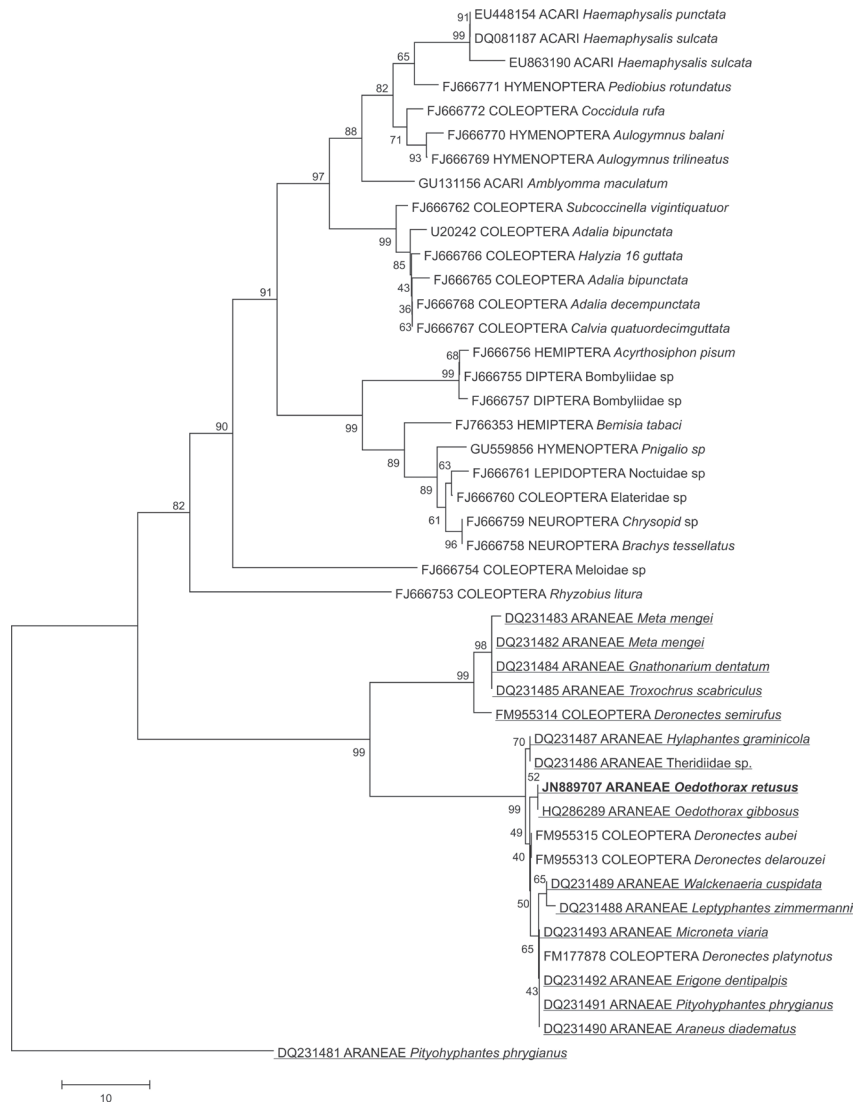 91
EU448154 ACARI Haemaphysalis punctata
99
DQ081187 ACARI Haemaphysalis sulcata
EU863190 ACARI Haemaphysalis sulcata
65
FJ666771 HYMENOPTERA Pediobius rotundatus
82
FJ666772 COLEOPTERA Coccidula rufa
88
71
FJ666770 HYMENOPTERA Aulogymnus balani
93
FJ666769 HYMENOPTERA Aulogymnus trilineatus
97
GU131156 ACARI Amblyomma maculatum
FJ666762 COLEOPTERA Subcoccinella vigintiquatuor
99
U20242 COLEOPTERA Adalia bipunctata
85
FJ666766 COLEOPTERA Halyzia 16 guttata
FJ666765 COLEOPTERA Adalia bipunctata
43
91
FJ666768 COLEOPTERA Adalia decempunctata
36
63
FJ666767 COLEOPTERA Calvia quatuordecimguttata
68
FJ666756 HEMIPTERA Acyrthosiphon pisum
99
FJ666755 DIPTERA Bombyliidae sp
FJ666757 DIPTERA Bombyliidae sp
99
FJ766353 HEMIPTERA Bemisia tabaci
90
89
GU559856 HYMENOPTERA Pnigalio sp
63
FJ666761 LEPIDOPTERA Noctuidae sp
89
FJ666760 COLEOPTERA Elateridae sp
82
61
FJ666759 NEUROPTERA Chrysopid sp
96
FJ666758 NEUROPTERA Brachys tessellatus
FJ666754 COLEOPTERA Meloidae sp
FJ666753 COLEOPTERA Rhyzobius litura
DQ231483 ARANEAE Meta mengei
98
DQ231482 ARANEAE Meta mengei
DQ231484 ARANEAE Gnathonarium dentatum
99
DQ231485 ARANEAE Troxochrus scabriculus
FM955314 COLEOPTERA Deronectes semirufus
99
70
DQ231487 ARANEAE Hylaphantes graminicola
DQ231486 ARANEAE Theridiidae sp.
52
JN889707 ARANEAE Oedothorax retusus
99
HQ286289 ARANEAE Oedothorax gibbosus
49
FM955315 COLEOPTERA Deronectes aubei
40
FM955313 COLEOPTERA Deronectes delarouzei
65
DQ231489 ARANEAE Walckenaeria cuspidata
50
DQ231488 ARANEAE Leptyphantes zimmermanni
DQ231493 ARANEAE Microneta viaria
65
FM177878 COLEOPTERA Deronectes platynotus
DQ231492 ARANEAE Erigone dentipalpis
43
DQ231491 ARNAEAE Pityohyphantes phrygianus
DQ231490 ARANEAE Araneus diadematus
DQ231481 ARANEAE Pityohyphantes phrygianus
10